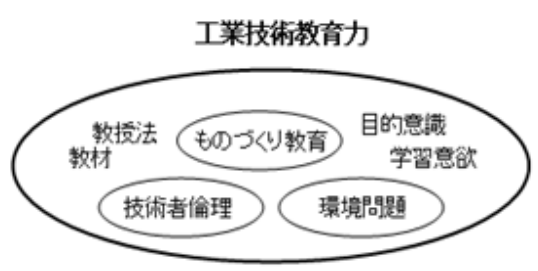 工業技術教育力
教授法
教材
ものづくり教育
目的意識
学習意欲
技術者倫理
環境問題